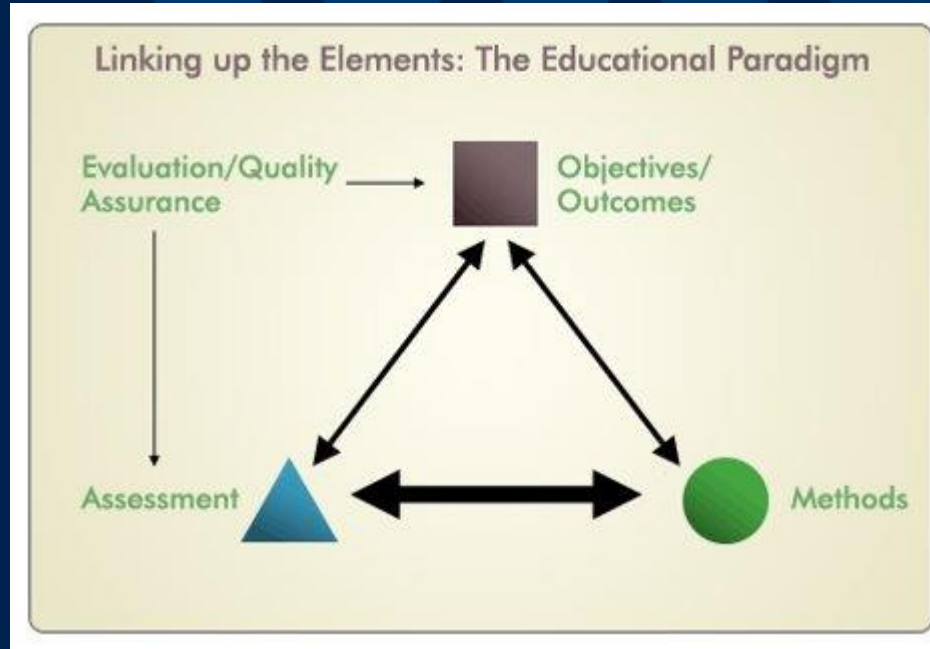 Linking up the Elements: The Educational Paradigm
Evaluation/Quality
Assurance
Objectives/
Outcomes
Assessment
Methods